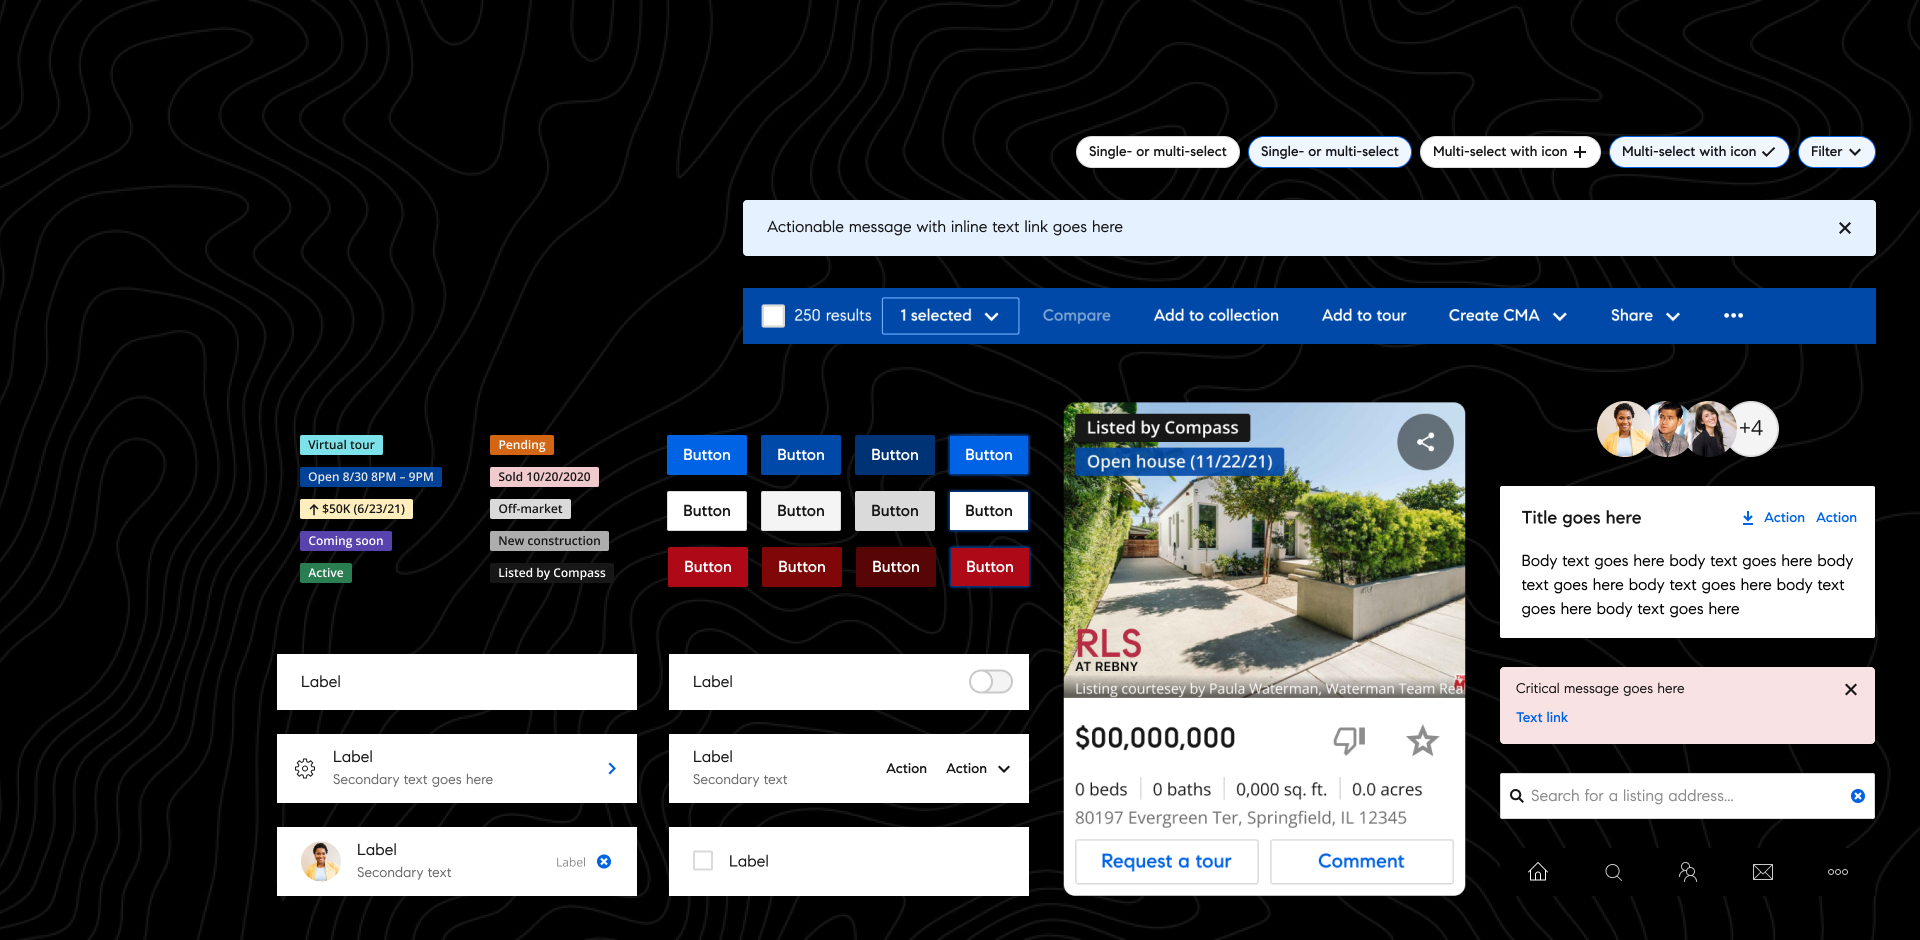 Single- or multi-select
Single- or multi-select
Multi-select with icon
Multi-select with icon
Filter
Actionable message with inline text link goes here
250 results
1 selected
Compare
Add to collection
Add to tour
Create CMA
Share
Virtual tour
Open 8/30 8PM – 9PM
$50K (6/23/21)
Coming soon
Active
Pending
Sold 10/20/2020
Off-market
New construction
Listed by Compass
Button Button Button Button
Button Button Button Button
Button Button Button Button
Label
Label
Secondary text goes here
Label
Secondary text
Label
Label
Label
Secondary text
Action
Action
Label
Listed by Compass
Open house (11/22/21)
RLS
AT REBNY
Listing courtesey by Paula Waterman, Waterman Team Rea
$00,000,000
0 beds
0 baths
0,000 sq. ft.
0.0 acres
80197 Evergreen Ter, Springfield, IL 12345
Request a tour
Comment
+4
Title goes here
Action
Action
Body text goes here body text goes here body
text goes here body text goes here body text
goes here body text goes here
Critical message goes here
Text link
Search for a listing address...